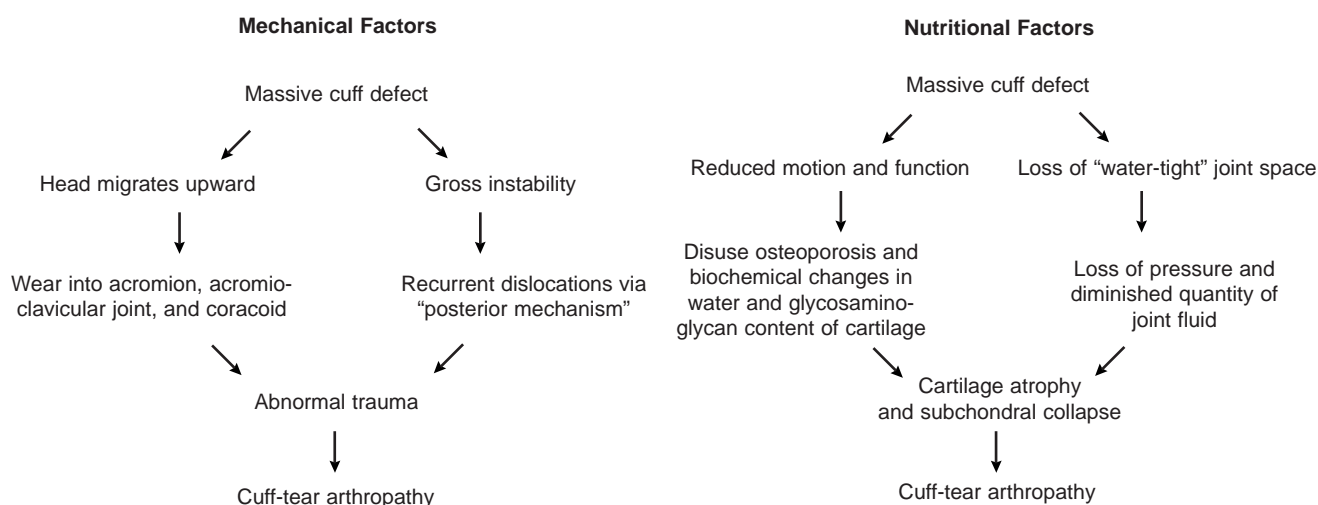 Mechanical Factors
Massive cuff defect
Head migrates upward
Gross instability
Wear into acromion, acromio-
clavicular joint, and coracoid
Recurrent dislocations via
“posterior mechanism”
Abnormal trauma
Cuff-tear arthropathy
Nutritional Factors
Massive cuff defect
Reduced motion and function
Loss of “water-tight” joint space
Disuse osteoporosis and
biochemical changes in
water and glycosamino-
glycan content of cartilage
Loss of pressure and
diminished quantity of
joint fluid
Cartilage atrophy
and subchondral collapse
Cuff-tear arthropathy